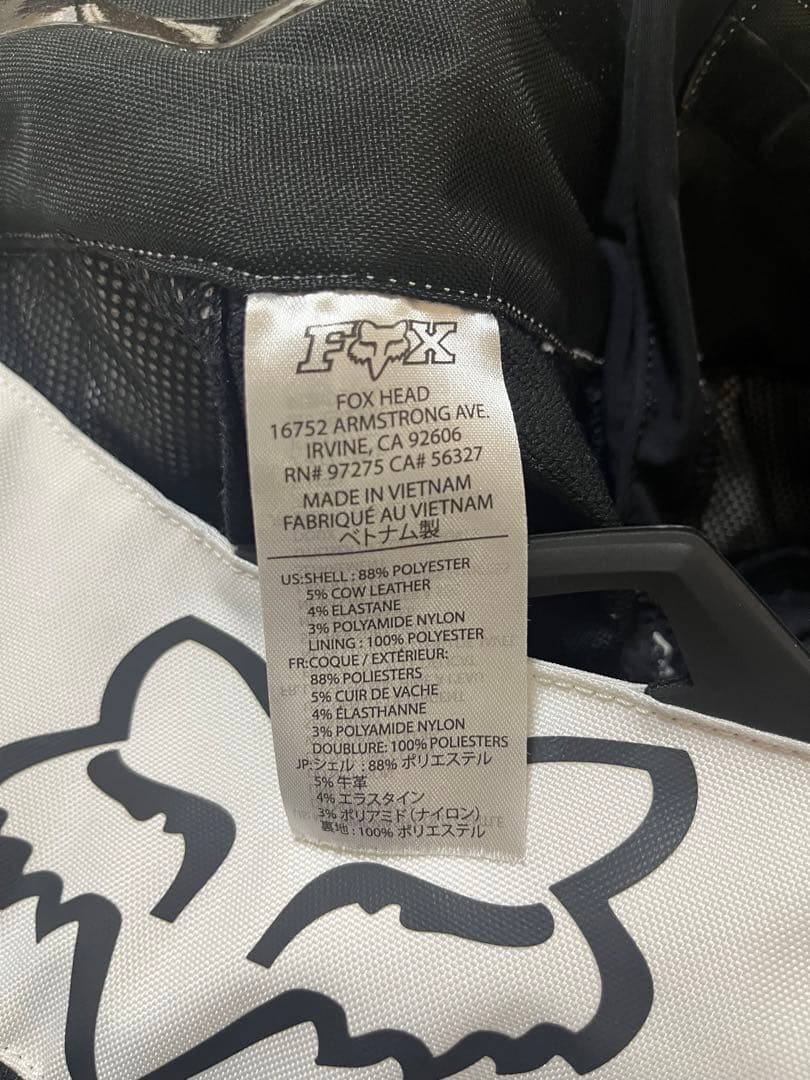 FOX
FOX HEAD
16752 ARMSTRONG AVE.
IRVINE, CA 92606
RN# 97275 CA# 56327
MADE IN VIETNAM
FABRIQUÉ AU VIETNAM
ベトナム製
US:SHELL : 88% POLYESTER
5% COW LEATHER
4% ELASTANE
3% POLYAMIDE NYLON
LINING : 100% POLYESTER
FR:COQUE / EXTÉRIEUR:
88% POLIESTERS
5% CUIR DE VACHE
4% ÉLASTHANNE
3% POLYAMIDE NYLON
DOUBLURE: 100% POLIESTERS
JP:シェル : 88% ポリエステル
5% 牛革
4% エラスタイン
3% ポリアミド(ナイロン)
裏地 : 100% ポリエステル